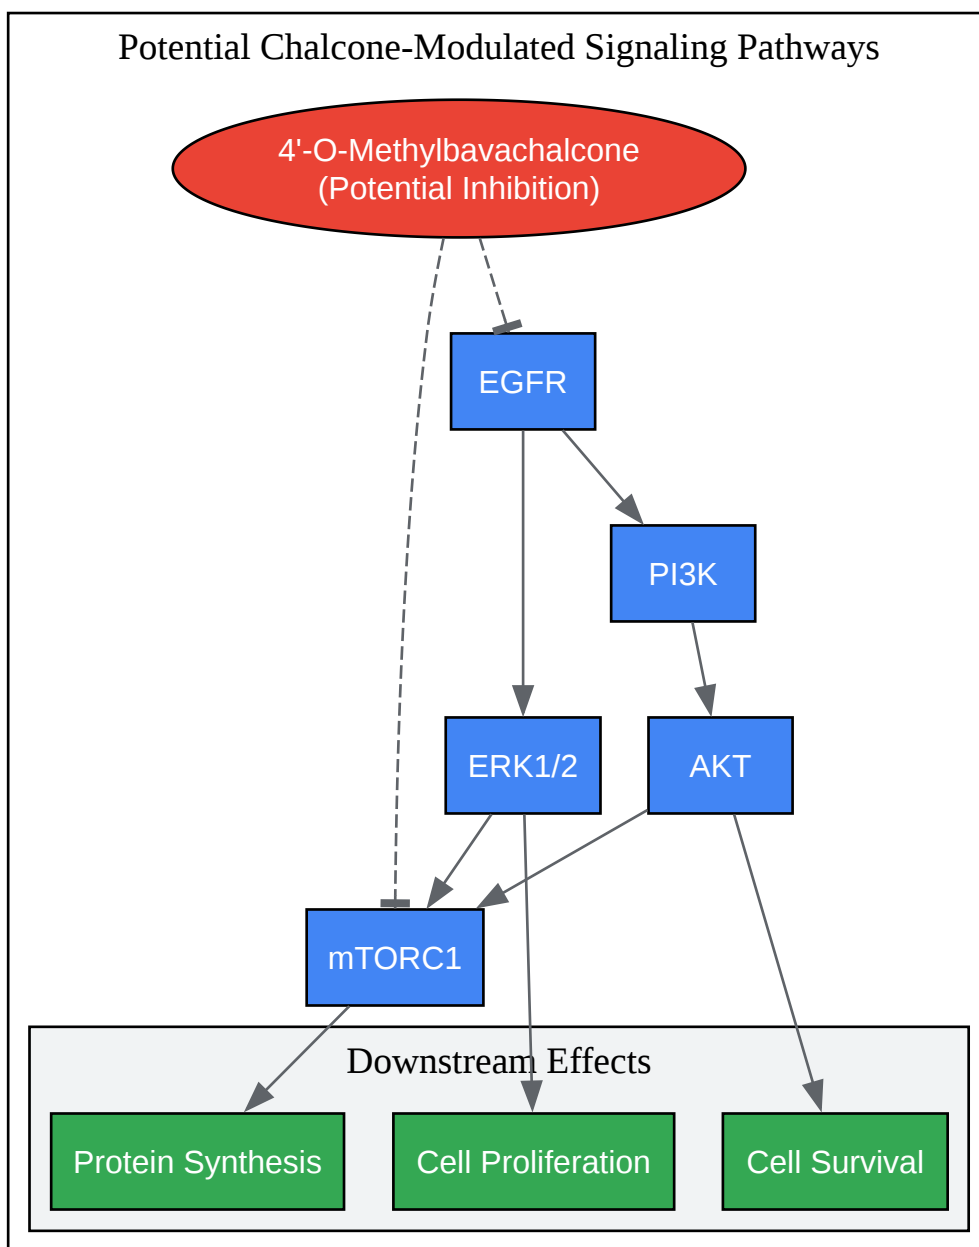 Potential Chalcone-Modulated Signaling Pathways
4'-O-Methylbavachalcone
(Potential Inhibition)
EGFR
PI3K
ERK1/2
AKT
mTORC1
Downstream Effects
Protein Synthesis
Cell Proliferation
Cell Survival